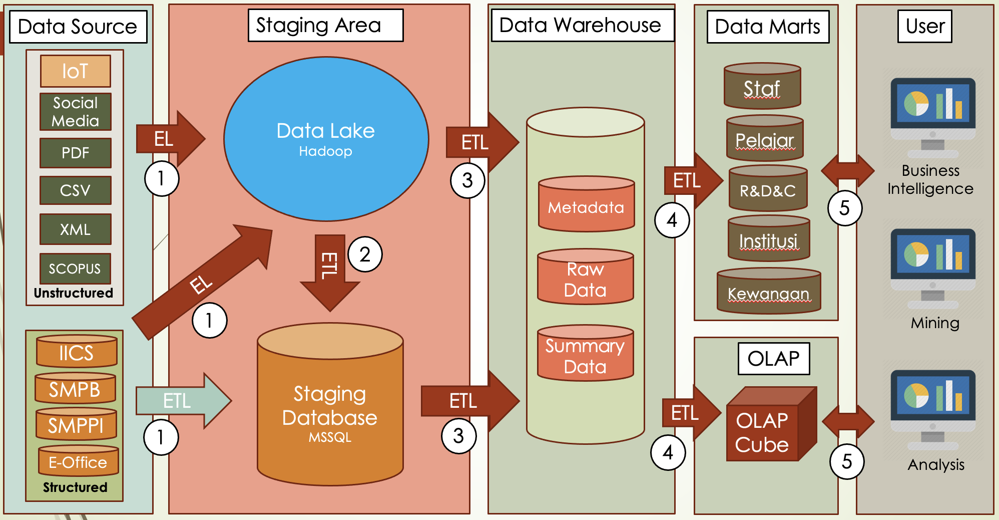 Data Source
IoT
Social
Media
PDF
CSV
XML
SCOPUS
Unstructured
IICS
SMPB
SMPPI
E-Office
Structured
EL
1
EL
1
ETL
1
Staging Area
Data Lake
Hadoop
ETL
2
Staging
Database
MSSQL
ETL
3
ETL
3
Data Warehouse
Metadata
Raw
Data
Summary
Data
ETL
4
ETL
4
Data Marts
Staf
Pelajar
R&D&C
Institusi
Kewangan
OLAP
OLAP
Cube
5
5
User
Business
Intelligence
Mining
Analysis